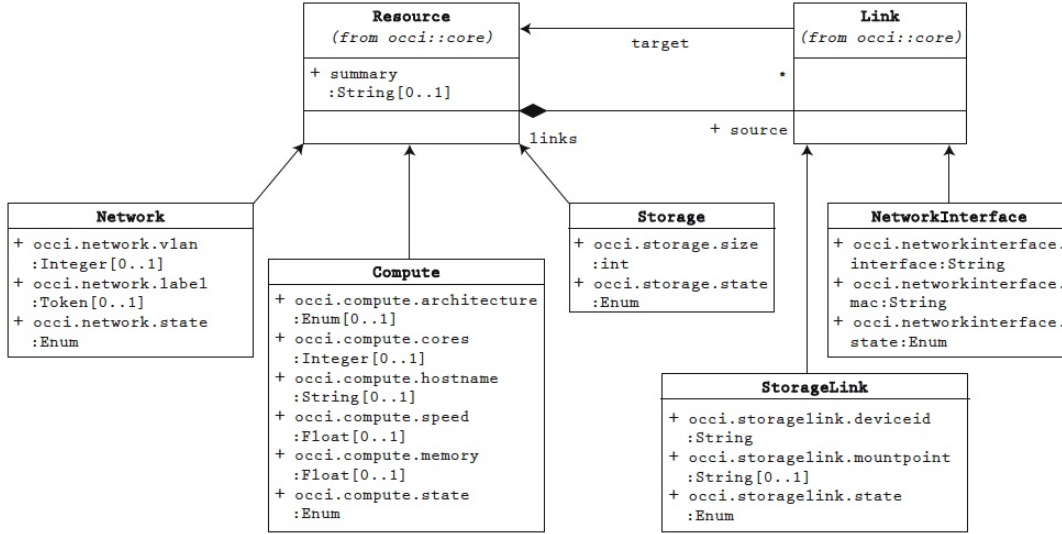 Resource
(from occi::core)
+ summary
:String[0..1]
Link
(from occi::core)
target
*
links
+ source
Network
+ occi.network.vlan
:Integer[0..1]
+ occi.network.label
:Token[0..1]
+ occi.network.state
:Enum
Compute
+ occi.compute.architecture
:Enum[0..1]
+ occi.compute.cores
:Integer[0..1]
+ occi.compute.hostname
:String[0..1]
+ occi.compute.speed
:Float[0..1]
+ occi.compute.memory
:Float[0..1]
+ occi.compute.state
:Enum
Storage
+ occi.storage.size
:int
+ occi.storage.state
:Enum
NetworkInterface
+ occi.networkinterface.
interface:String
+ occi.networkinterface.
mac:String
+ occi.networkinterface.
state:Enum
StorageLink
+ occi.storagelink.deviceid
:String
+ occi.storagelink.mountpoint
:String[0..1]
+ occi.storagelink.state
:Enum